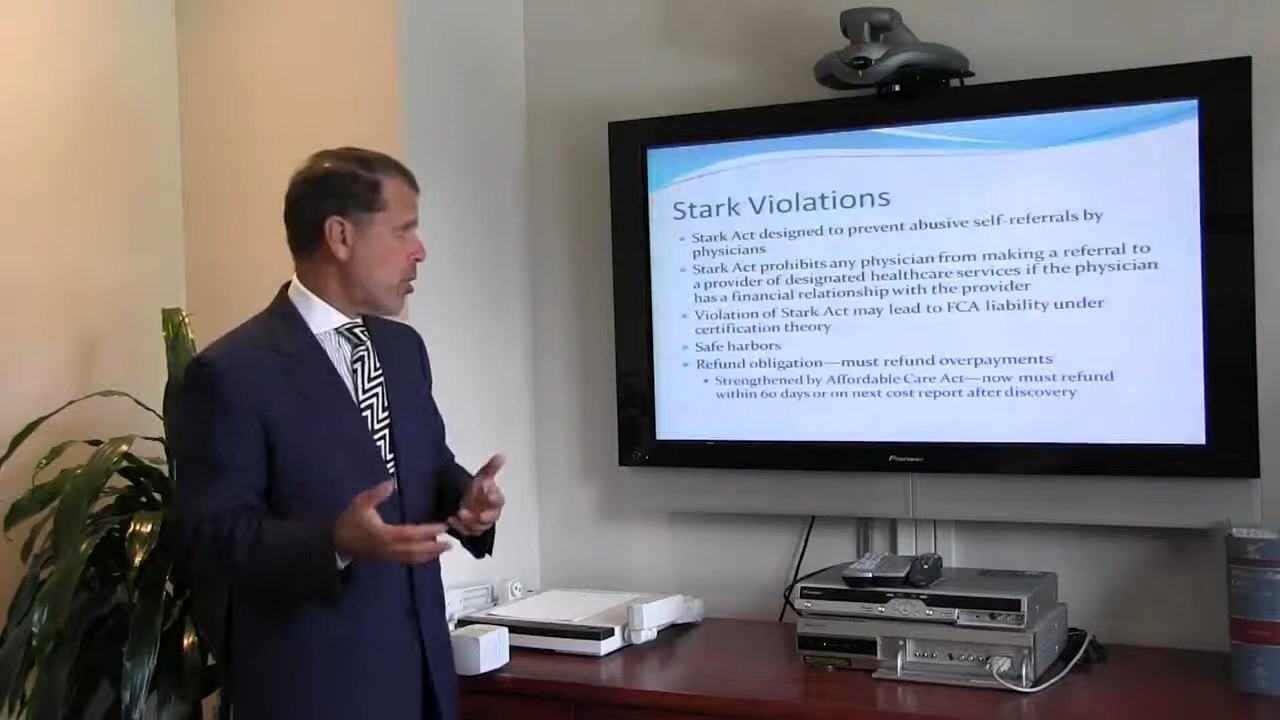 Stark Violations
Stark Act designed to prevent abusive self-referrals by
physicians
Stark Act prohibits any physician from making a referral to
a provider of designated healthcare services if the physician
has a financial relationship with the provider
Violation of Stark Act may lead to FCA liability under
certification theory
Safe harbors
Refund obligation—must refund overpayments
Strengthened by Affordable Care Act—now must refund
within 60 days or on next cost report after discovery
Pioneer